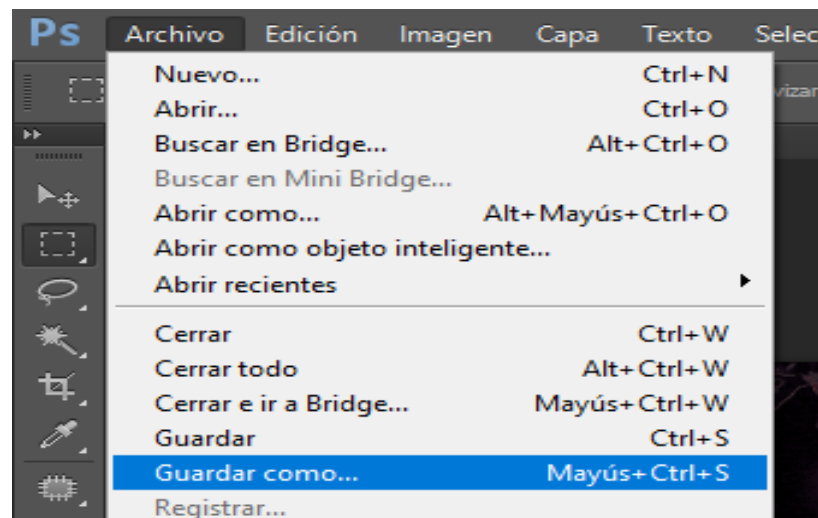 Ps Archivo Edición Imagen Capa Texto Selec
Nuevo... Ctrl+N
vizar
Abrir... Ctrl+O
Buscar en Bridge... Alt+Ctrl+O
Buscar en Mini Bridge...
Abrir como... Alt+Mayús+Ctrl+O
Abrir como objeto inteligente...
Abrir recientes
Cerrar Ctrl+W
Cerrar todo Alt+Ctrl+W
Cerrar e ir a Bridge... Mayús+Ctrl+W
Guardar Ctrl+S
Guardar como... Mayús+Ctrl+S
Registrar...